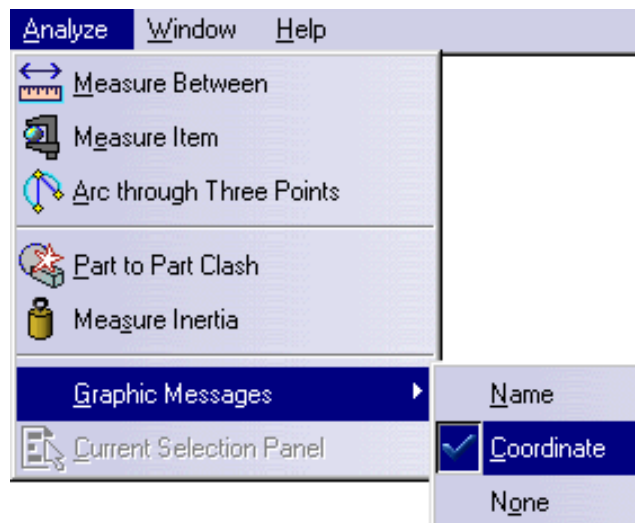 Analyze Window Help
Measure Between
Measure Item
Arc through Three Points
Part to Part Clash
Measure Inertia
Graphic Messages
Name
Current Selection Panel
Coordinate
None